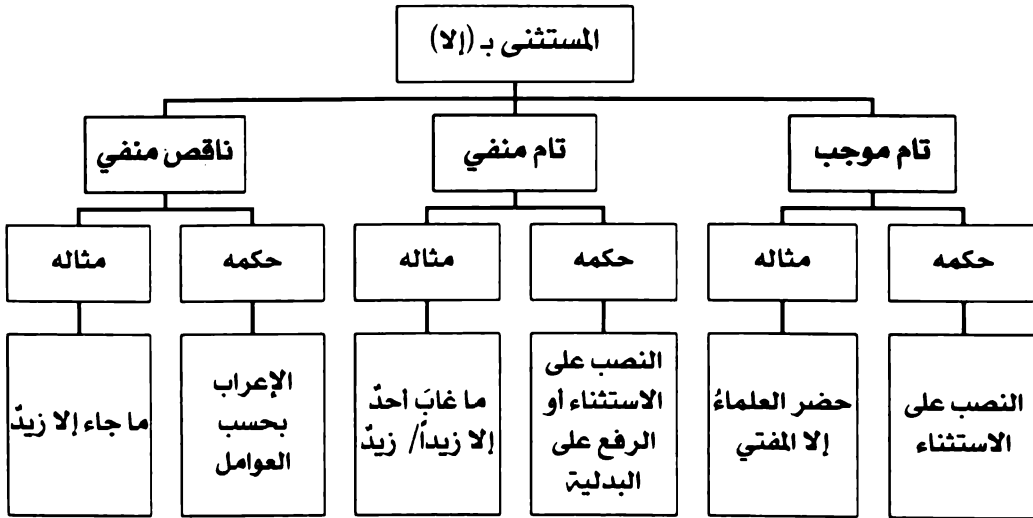 المستثنى بـ (إلا)
تام موجب
تام منفي
ناقص منفي
حكمه
مثاله
حكمه
مثاله
حكمه
مثاله
النصب على
الاستثناء
حضر العلماءُ
إلا المفتي
النصب على
الاستثناء أو
الرفع على
البدلية
ما غابَ أحدٌ
إلا زيداً/ زيدٌ
الإعراب
بحسب
العوامل
ما جاء إلا زيدٌ